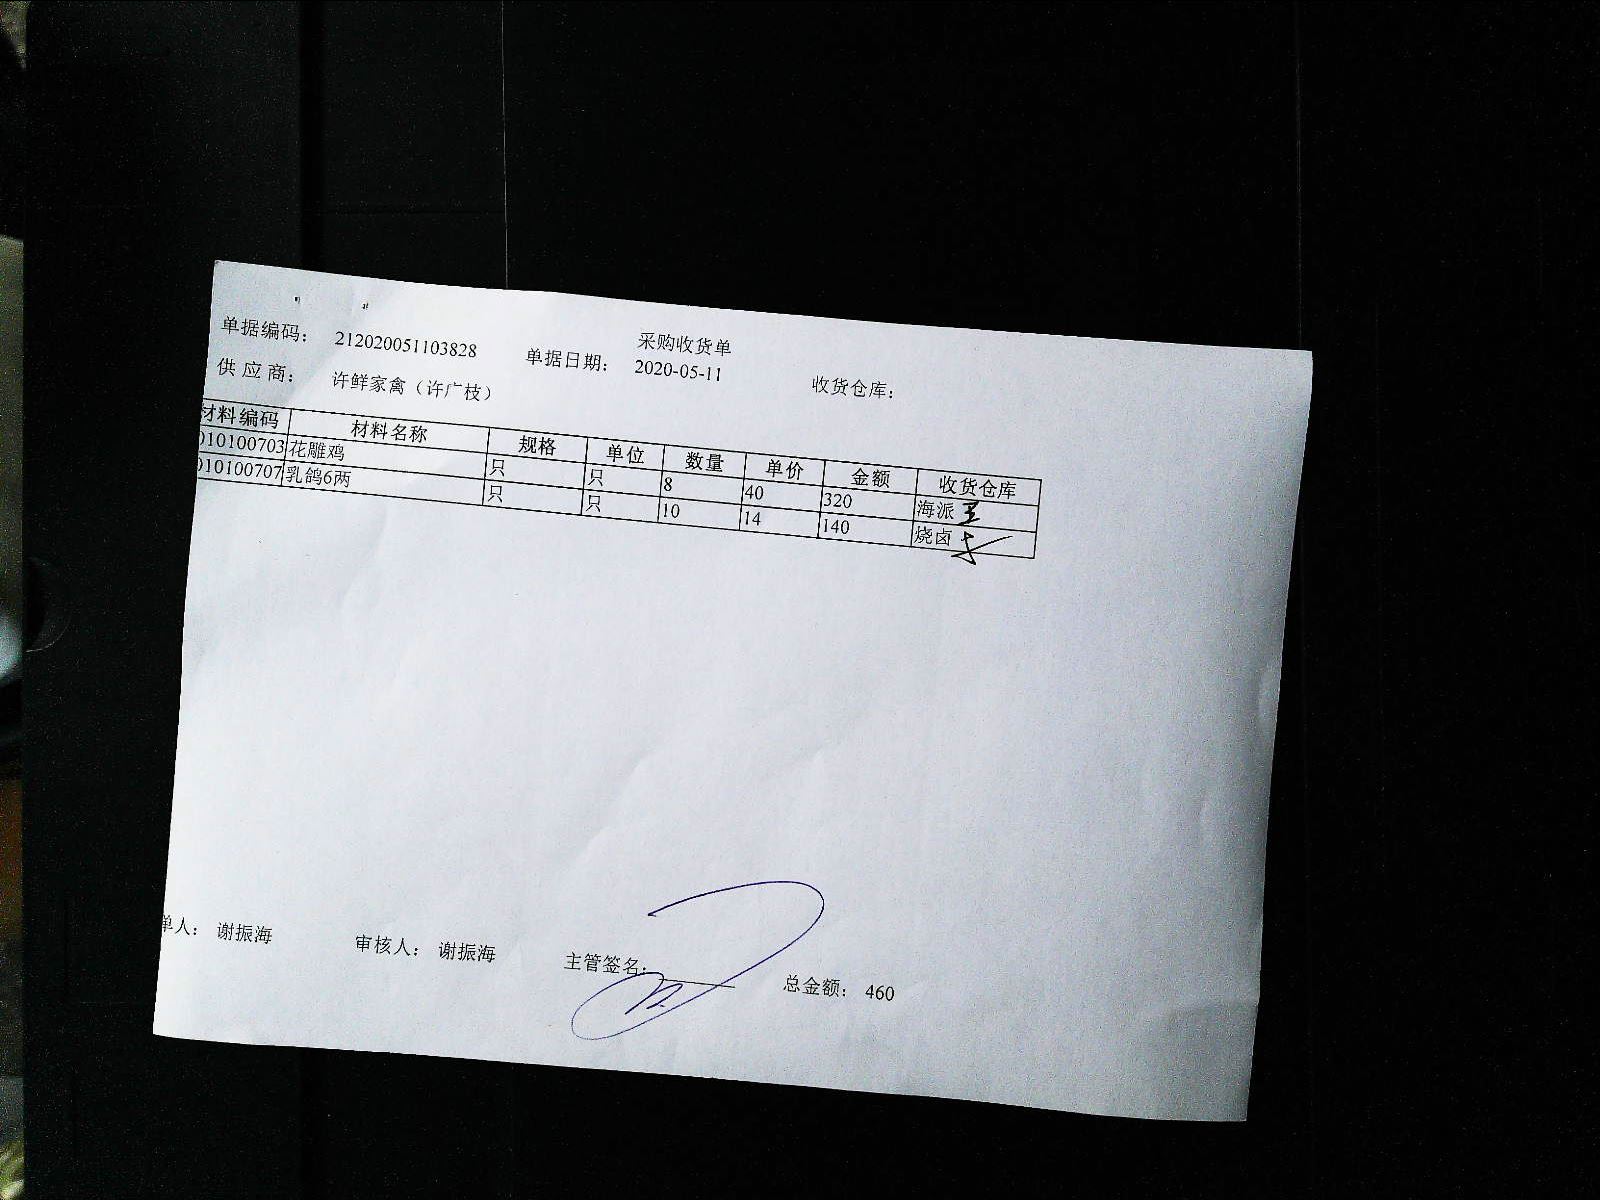 采购收货单
单据编码： 212020051103828 单据日期： 2020-05-11 收货仓库：
供 应 商： 许鲜家禽（许广枝）
材料编码 材料名称 规格 单位 数量 单价 金额 收货仓库
010100703 花雕鸡 只 只 8 40 320 海派
010100707 乳鸽6两 只 只 10 14 140 烧卤
单人： 谢振海 审核人： 谢振海 主管签名： 总金额： 460